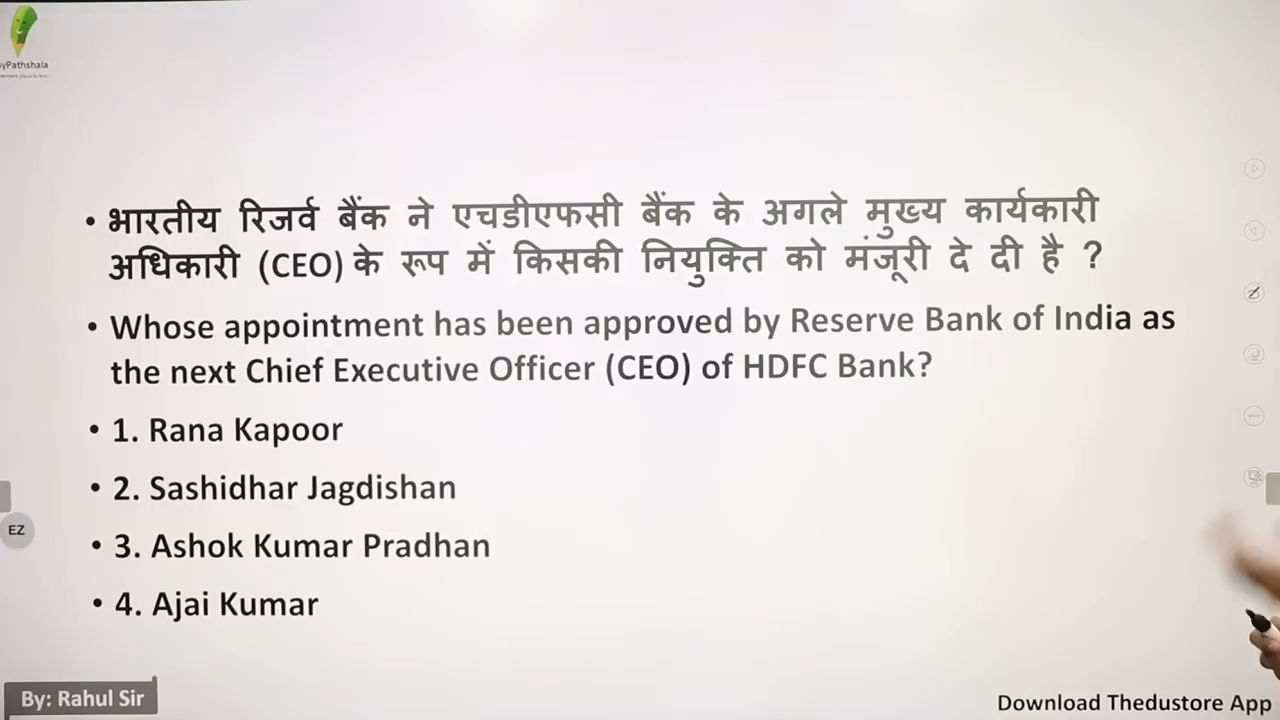 yPathshala
भारतीय रिजर्व बैंक ने एचडीएफसी बैंक के अगले मुख्य कार्यकारी
अधिकारी (CEO) के रूप में किसकी नियुक्ति को मंजूरी दे दी है ?
Whose appointment has been approved by Reserve Bank of India as
the next Chief Executive Officer (CEO) of HDFC Bank?
1. Rana Kapoor
2. Sashidhar Jagdishan
EZ
3. Ashok Kumar Pradhan
4. Ajai Kumar
By: Rahul Sir
Download Thedustore App